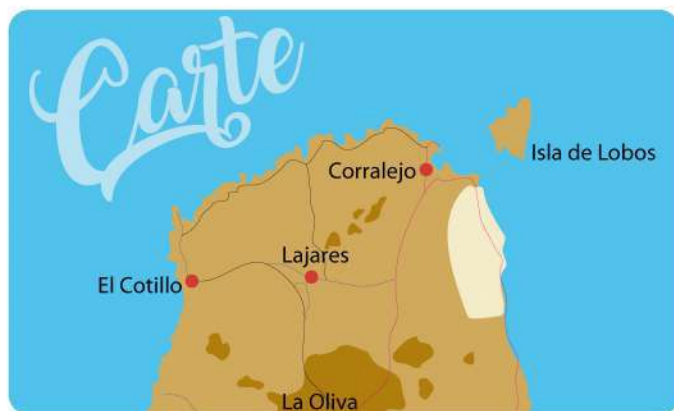 Carte
Isla de Lobos
Corralejo
Lajares
El Cotillo
La Oliva